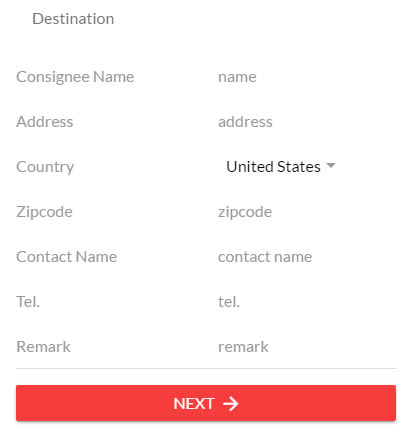 Destination
Consignee Name name
Address address
Country United States
Zipcode zipcode
Contact Name contact name
Tel. tel.
Remark remark
NEXT